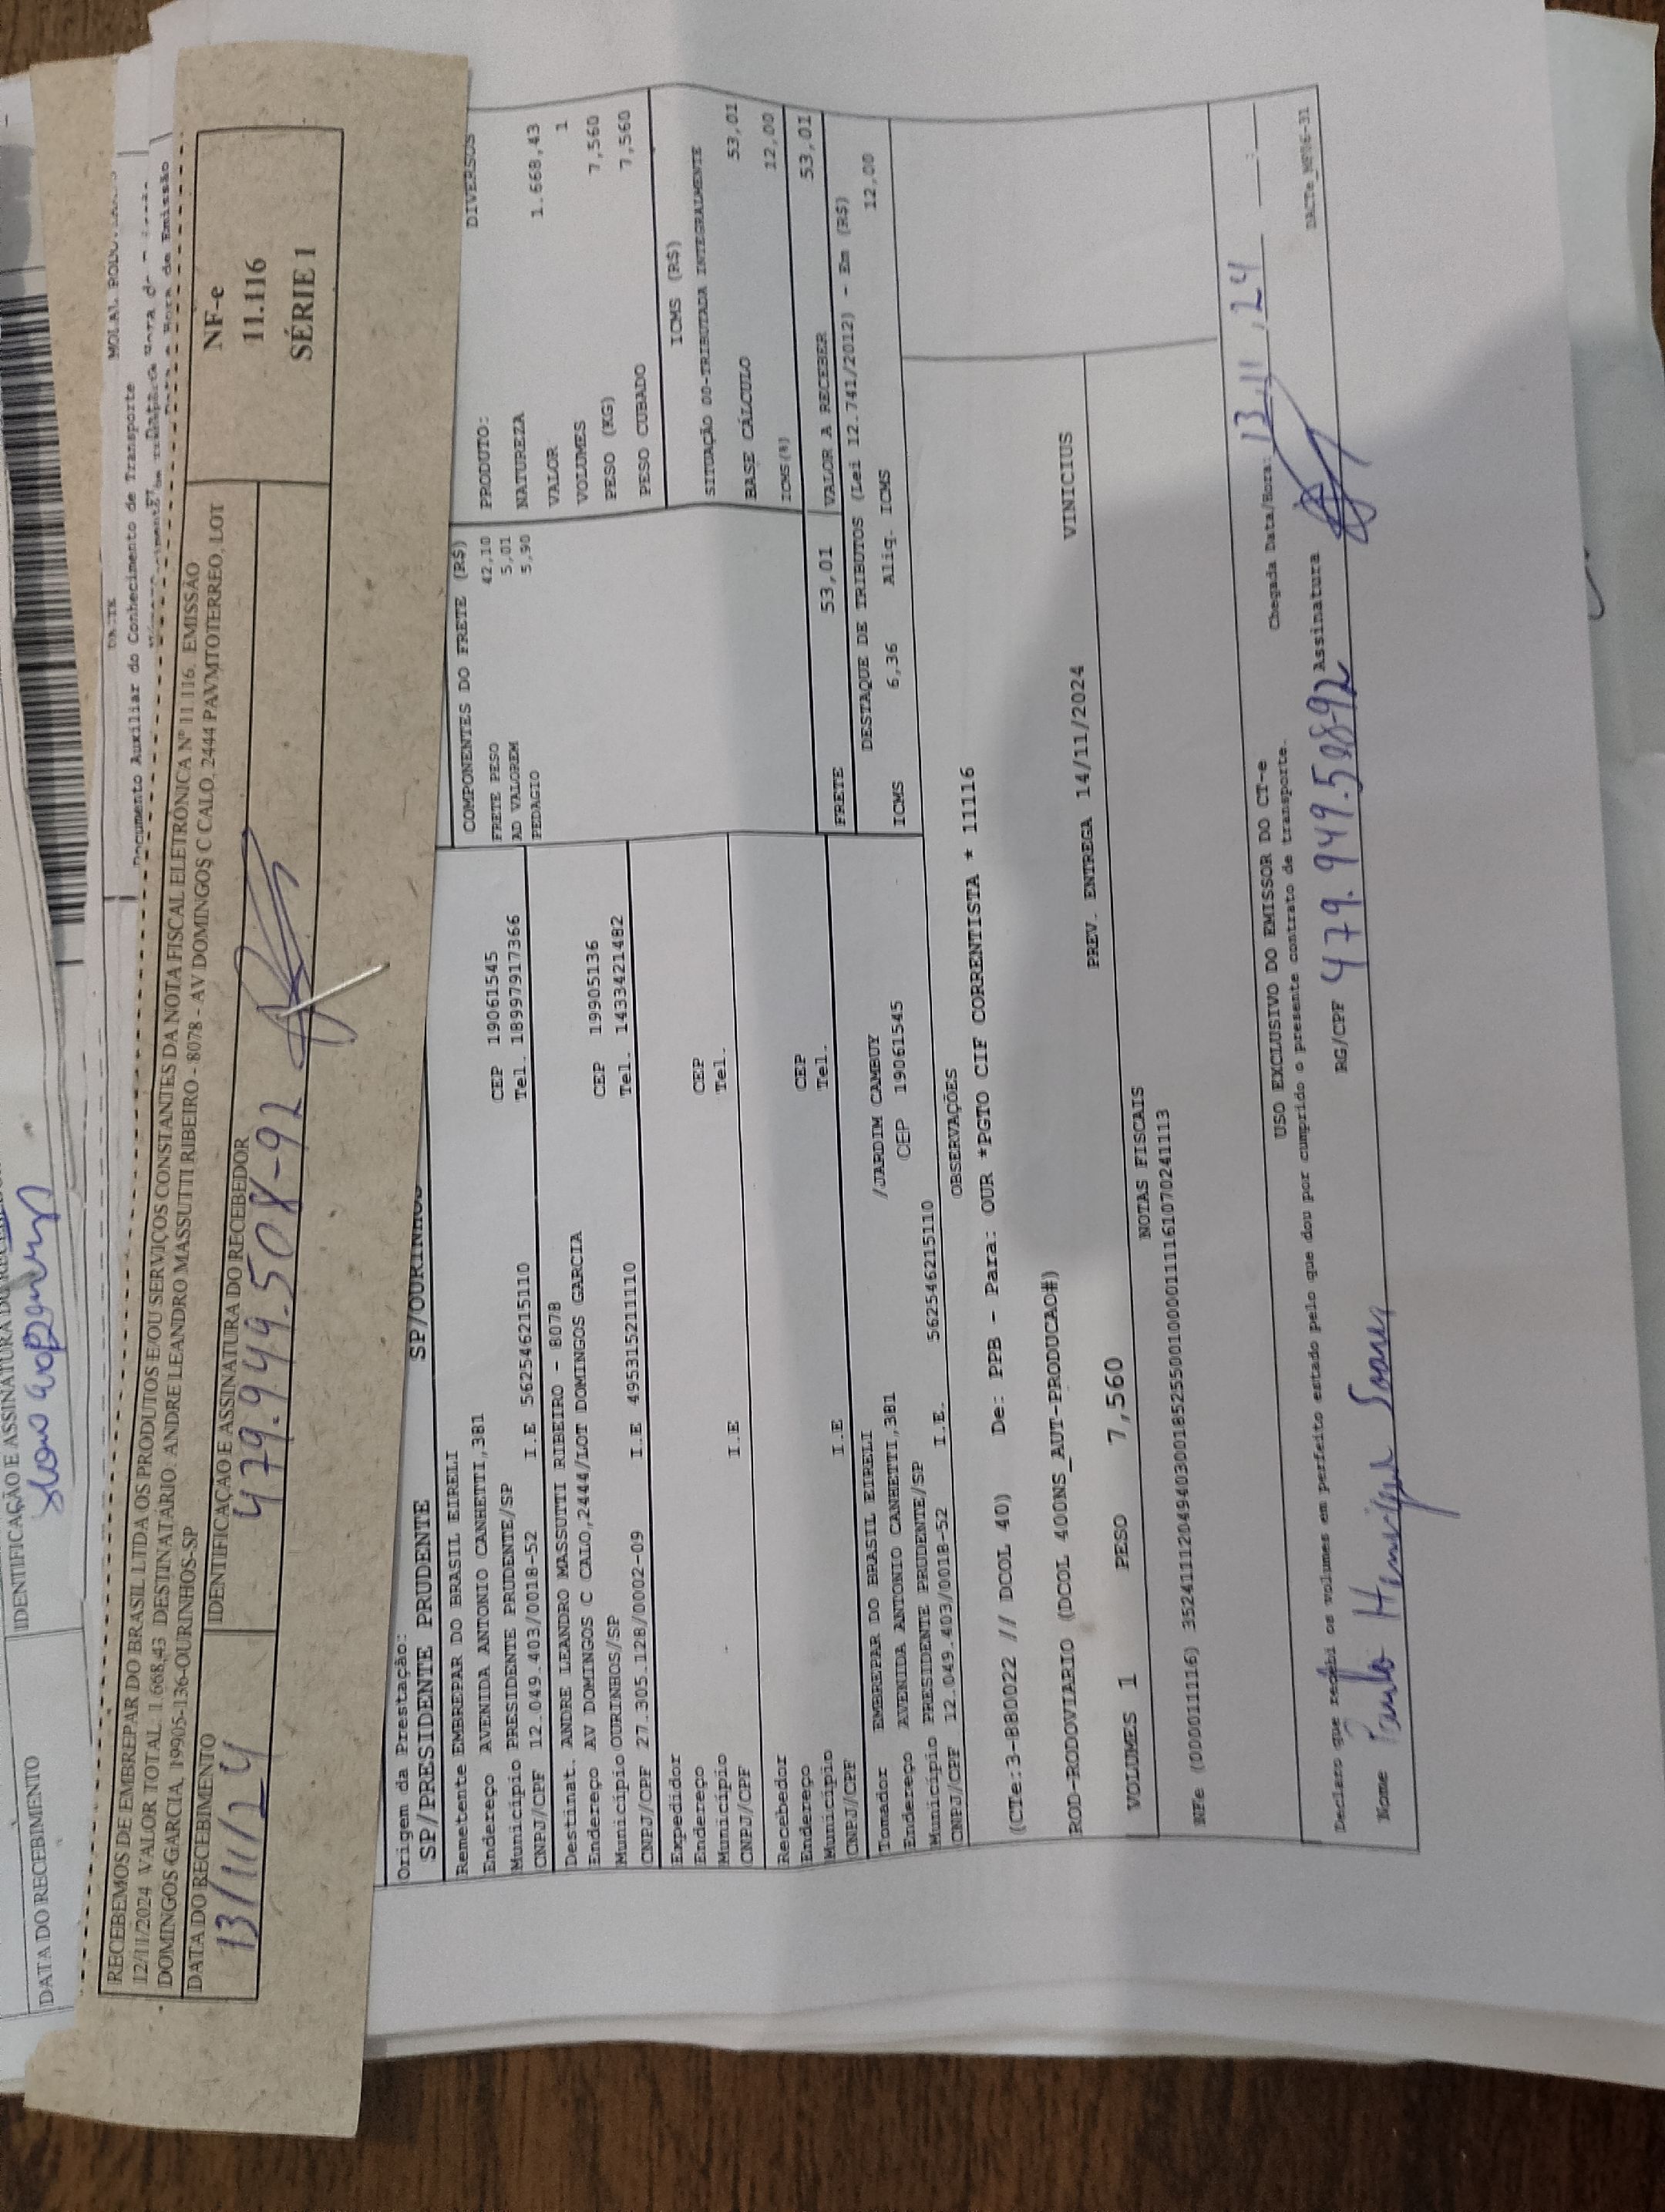 DATA DO RECEBIMENTO
IDENTIFICAÇÃO E ASSINATURA DO
DACTE
Documento Auxiliar do Conhecimento de Transporte
RECEBEMOS DE EMBREPAR DO BRASIL LTDA OS PRODUTOS E/OU SERVIÇOS CONSTANTES DA NOTA FISCAL ELETRÔNICA Nº 11.116. EMISSÃO
12/11/2024 VALOR TOTAL: 1.668,43 DESTINATÁRIO: ANDRE LEANDRO MASSUTTI RIBEIRO - 8078 - AV DOMINGOS C CALO, 2444 PAVMTOTERREO, LOT
DOMINGOS GARCIA, 19905-136-OURINHOS-SP
DATA DO RECEBIMENTO
13/11/24
IDENTIFICAÇÃO E ASSINATURA DO RECEBEDOR
479.949.508-92
NF-e
11.116
SÉRIE 1
Origem da Prestação:
SP/PRESIDENTE PRUDENTE SP/OURINHOS
Remetente EMBREPAR DO BRASIL EIRELI
Endereço AVENIDA ANTONIO CANHETTI,381
Município PRESIDENTE PRUDENTE/SP CEP 19061545
CNPJ/CPF 12.049.403/0018-52 I.E 562546215110 Tel. 18997917366
Destinat. ANDRE LEANDRO MASSUTTI RIBEIRO - 8078
Endereço AV DOMINGOS C CALO,2444/LOT DOMINGOS GARCIA
Município OURINHOS/SP CEP 19905136
CNPJ/CPF 27.305.128/0002-09 I.E 495315211110 Tel. 1433421482
Expedidor
Endereço
Município CEP
CNPJ/CPF I.E Tel.
Recebedor
Endereço
Município CEP
CNPJ/CPF I.E Tel.
Tomador EMBREPAR DO BRASIL EIRELI
Endereço AVENIDA ANTONIO CANHETTI,381 /JARDIM CAMBUY
Município PRESIDENTE PRUDENTE/SP CEP 19061545
CNPJ/CPF 12.049.403/0018-52 I.E. 562546215110
COMPONENTES DO FRETE (R$)
FRETE PESO 42,10
AD VALOREM 5,01
PEDAGIO 5,90
FRETE 53,01
PRODUTO: DIVERSOS
NATUREZA
VALOR 1.668,43
VOLUMES 1
PESO (KG) 7,560
PESO CUBADO 7,560
ICMS (R$)
SITUAÇÃO 00-TRIBUTADA INTEGRALMENTE
BASE CÁLCULO 53,01
ICMS(%) 12,00
VALOR A RECEBER 53,01
DESTAQUE DE TRIBUTOS (Lei 12.741/2012) - Em (R$)
ICMS 6,36 Aliq. ICMS 12,00
OBSERVAÇÕES
(CTe:3-880022 // DCOL 40) De: PPB - Para: OUR *PGTO CIF CORRENTISTA * 11116
ROD-RODOVIARIO (DCOL 400NS_AUT-PRODUCAO#)
VOLUMES 1 PESO 7,560 PREV. ENTREGA 14/11/2024 VINICIUS
NOTAS FISCAIS
NFe (000011116) 35241112049403001852550010000111161070241113
USO EXCLUSIVO DO EMISSOR DO CT-e
Declaro que recebi os volumes em perfeito estado pelo que dou por cumprido o presente contrato de transporte.
Chegada Data/Hora: 13/11/24
Nome Paulo Henrique Soares RG/CPF 479.949.508-92 Assinatura